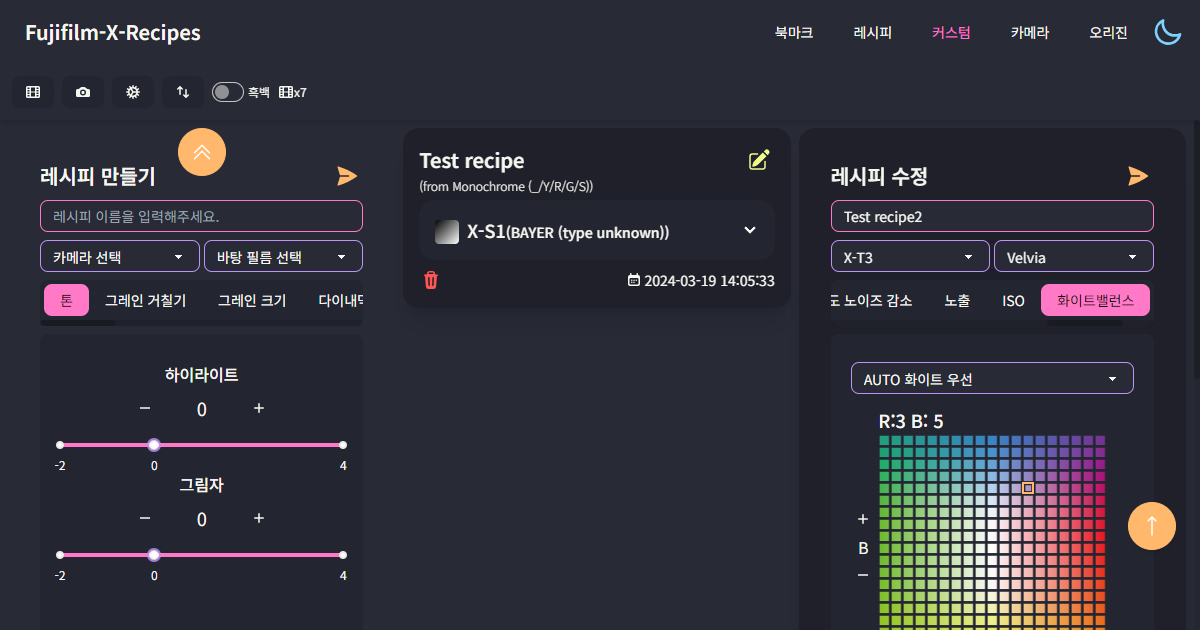 Fujifilm-X-Recipes
북마크 레시피 커스텀 카메라 오리진
흑백 x7
레시피 만들기
레시피 이름을 입력해주세요.
카메라 선택 바탕 필름 선택
톤 그레인 거칠기 그레인 크기
하이라이트
0
-2 0 4
그림자
0
-2 0 4
Test recipe
(from Monochrome (_/Y/R/G/S))
X-S1(BAYER (type unknown))
2024-03-19 14:05:33
레시피 수정
Test recipe2
X-T3 Velvia
도 노이즈 감소 노출 ISO 화이트밸런스
AUTO 화이트 우선
R:3 B: 5
+
B
−